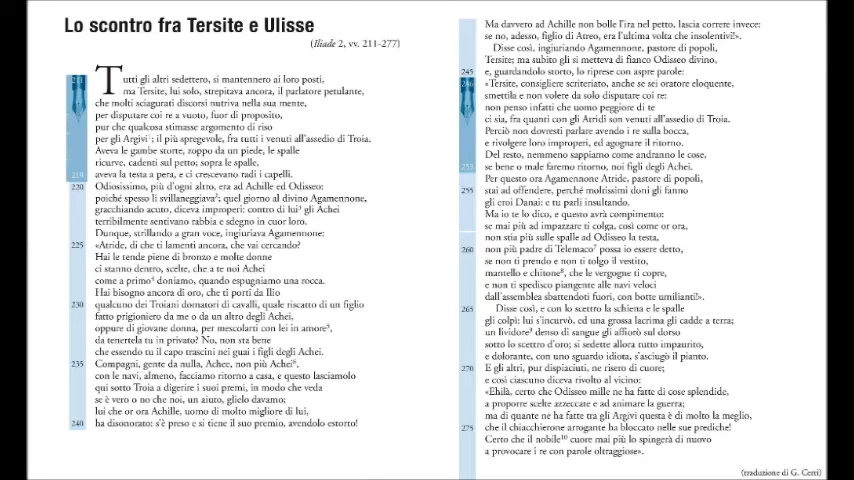 Lo scontro fra Tersite e Ulisse
(Iliade 2, vv. 211-277)
Tutti gli altri sedettero, si mantennero ai loro posti,
ma Tersite, lui solo, strepitava ancora, il parlatore petulante,
che molti sciagurati discorsi nutriva nella sua mente,
per disputare coi re a vuoto, fuor di proposito,
pur che qualcosa stimasse argomento di riso
per gli Argivi1; il più spregevole, fra tutti i venuti all'assedio di Troia.
Aveva le gambe storte, zoppo da un piede, le spalle
ricurve, cadenti sul petto; sopra le spalle,
219 aveva la testa a pera, e ci crescevano radi i capelli.
220 Odiosissimo, più d'ogni altro, era ad Achille ed Odisseo:
poiché spesso li svillaneggiava2; quel giorno al divino Agamennone,
gracchiando acuto, diceva improperi: contro di lui3 gli Achei
terribilmente sentivano rabbia e sdegno in cuor loro.
Dunque, strillando a gran voce, ingiuriava Agamennone:
225 «Atride, di che ti lamenti ancora, che vai cercando?
Hai le tende piene di bronzo e molte donne
ci stanno dentro, scelte, che a te noi Achei
come a primo4 doniamo, quando espugniamo una rocca.
Hai bisogno ancora di oro, che ti porti da Ilio
230 qualcuno dei Troiani domatori di cavalli, quale riscatto di un figlio
fatto prigioniero da me o da un altro degli Achei,
oppure di giovane donna, per mescolarti con lei in amore5,
da tenertela tu in privato? No, non sta bene
che essendo tu il capo trascini nei guai i figli degli Achei.
235 Compagni, gente da nulla, Achee, non più Achei6,
con le navi, almeno, facciamo ritorno a casa, e questo lasciamolo
qui sotto Troia a digerire i suoi premi, in modo che veda
se è vero o no che noi, un aiuto, glielo davamo;
lui che or ora Achille, uomo di molto migliore di lui,
240 ha disonorato: s'è preso e si tiene il suo premio, avendolo estorto!
Ma davvero ad Achille non bolle l'ira nel petto, lascia correre invece:
se no, adesso, figlio di Atreo, era l'ultima volta che insolentivi!».
Disse così, ingiuriando Agamennone, pastore di popoli,
Tersite; ma subito gli si metteva di fianco Odisseo divino,
245 e, guardandolo storto, lo riprese con aspre parole:
246 «Tersite, consigliere scriteriato, anche se sei oratore eloquente,
smettila e non volere da solo disputare coi re:
non penso infatti che uomo peggiore di te
ci sia, fra quanti con gli Atridi son venuti all'assedio di Troia.
Perciò non dovresti parlare avendo i re sulla bocca,
e rivolgere loro improperi, ed agognare il ritorno.
Del resto, nemmeno sappiamo come andranno le cose,
se bene o male faremo ritorno, noi figli degli Achei.
Per questo ora Agamennone Atride, pastore di popoli,
255 stai ad offendere, perché moltissimi doni gli fanno
gli eroi Danai: e tu parli insultando.
Ma io te lo dico, e questo avrà compimento:
se mai più ad impazzare ti colga, così come or ora,
non stia più sulle spalle ad Odisseo la testa,
260 non più padre di Telemaco7 possa io essere detto,
se non ti prendo e non ti tolgo il vestito,
mantello e chitone8, che le vergogne ti copre,
e non ti spedisco piangente alle navi veloci
dall'assemblea sbattendoti fuori, con botte umilianti!».
265 Disse così, e con lo scettro la schiena e le spalle
gli colpì: lui s'incurvò, ed una grossa lacrima gli cadde a terra;
un lividore9 denso di sangue gli affiorò sul dorso
sotto lo scettro d'oro; si sedette allora tutto impaurito,
e dolorante, con uno sguardo idiota, s'asciugò il pianto.
270 E gli altri, pur dispiaciuti, ne risero di cuore;
e così ciascuno diceva rivolto al vicino:
«Ehilà, certo che Odisseo mille ne ha fatte di cose splendide,
a proporre scelte azzeccate e ad animare la guerra;
ma di quante ne ha fatte tra gli Argivi questa è di molto la meglio,
275 che il chiacchierone arrogante ha bloccato nelle sue prediche!
Certo che il nobile10 cuore mai più lo spingerà di nuovo
a provocare i re con parole oltraggiose».
(traduzione di G. Cerri)